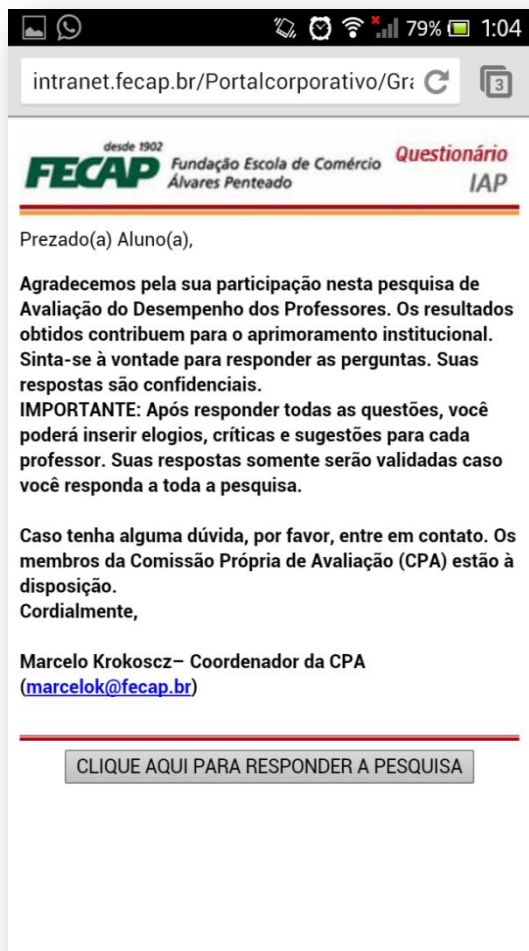 79% 1:04
intranet.fecap.br/Portalcorporativo/Gra
3
desde 1902
FECAP
Fundação Escola de Comércio
Álvares Penteado
Questionário
IAP
Prezado(a) Aluno(a),
Agradecemos pela sua participação nesta pesquisa de
Avaliação do Desempenho dos Professores. Os resultados
obtidos contribuem para o aprimoramento institucional.
Sinta-se à vontade para responder as perguntas. Suas
respostas são confidenciais.
IMPORTANTE: Após responder todas as questões, você
poderá inserir elogios, críticas e sugestões para cada
professor. Suas respostas somente serão validadas caso
você responda a toda a pesquisa.
Caso tenha alguma dúvida, por favor, entre em contato. Os
membros da Comissão Própria de Avaliação (CPA) estão à
disposição.
Cordialmente,
Marcelo Krokoscz– Coordenador da CPA
(marcelok@fecap.br)
CLIQUE AQUI PARA RESPONDER A PESQUISA